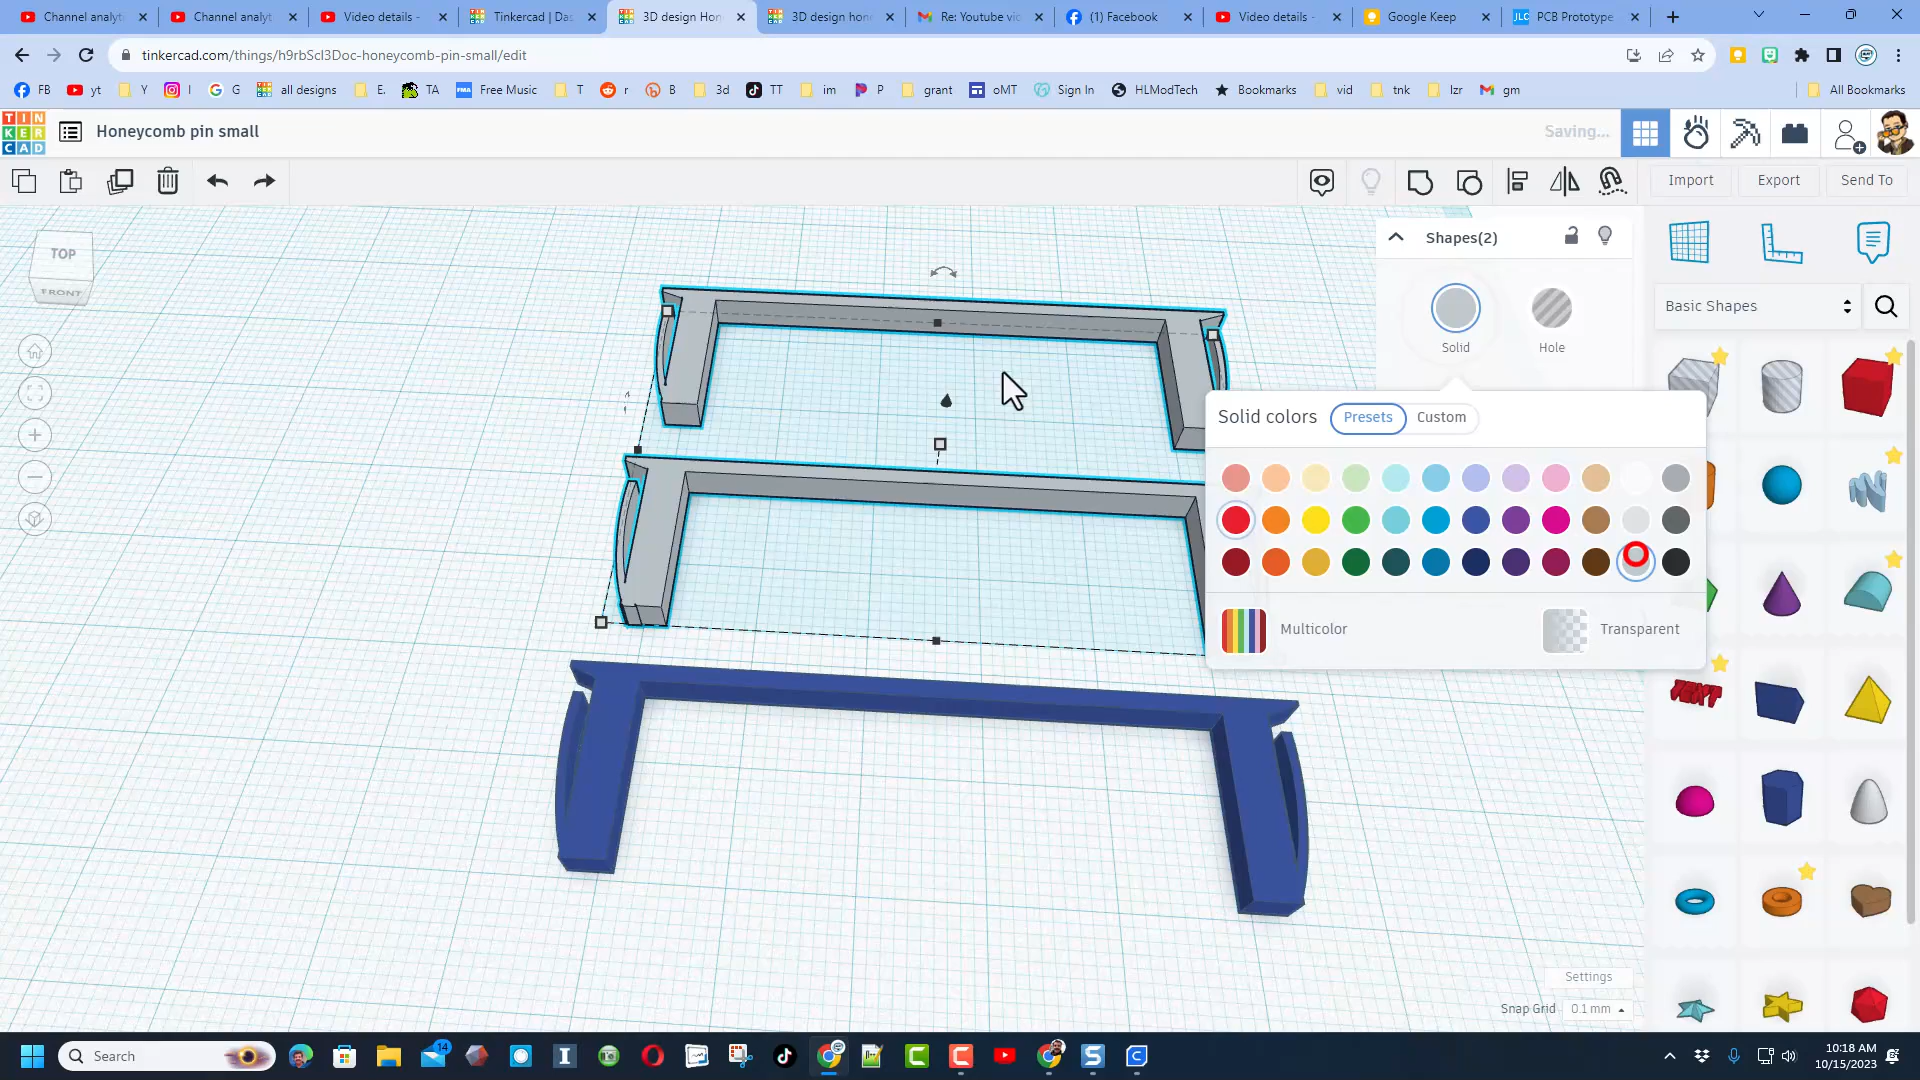 Channel analyt
Channel analyt
Video details -
Tinkercad | Das
3D design Hon
3D design hone
Re: Youtube vic
(1) Facebook
Video details -
Google Keep
PCB Prototype
tinkercad.com/things/h9rbScl3Doc-honeycomb-pin-small/edit
FB
yt
Y
I
G
all designs
E.
TA
Free Music
T
r
B
3d
TT
im
P
grant
oMT
Sign In
HLModTech
Bookmarks
vid
tnk
lzr
gm
All Bookmarks
TIN
KER
CAD
Honeycomb pin small
Saving...
Import
Export
Send To
TOP
FRONT
Shapes(2)
Solid
Hole
Basic Shapes
Solid colors
Presets
Custom
Multicolor
Transparent
TEXT
Settings
Snap Grid
0.1 mm
Search
14
10:18 AM
10/15/2023